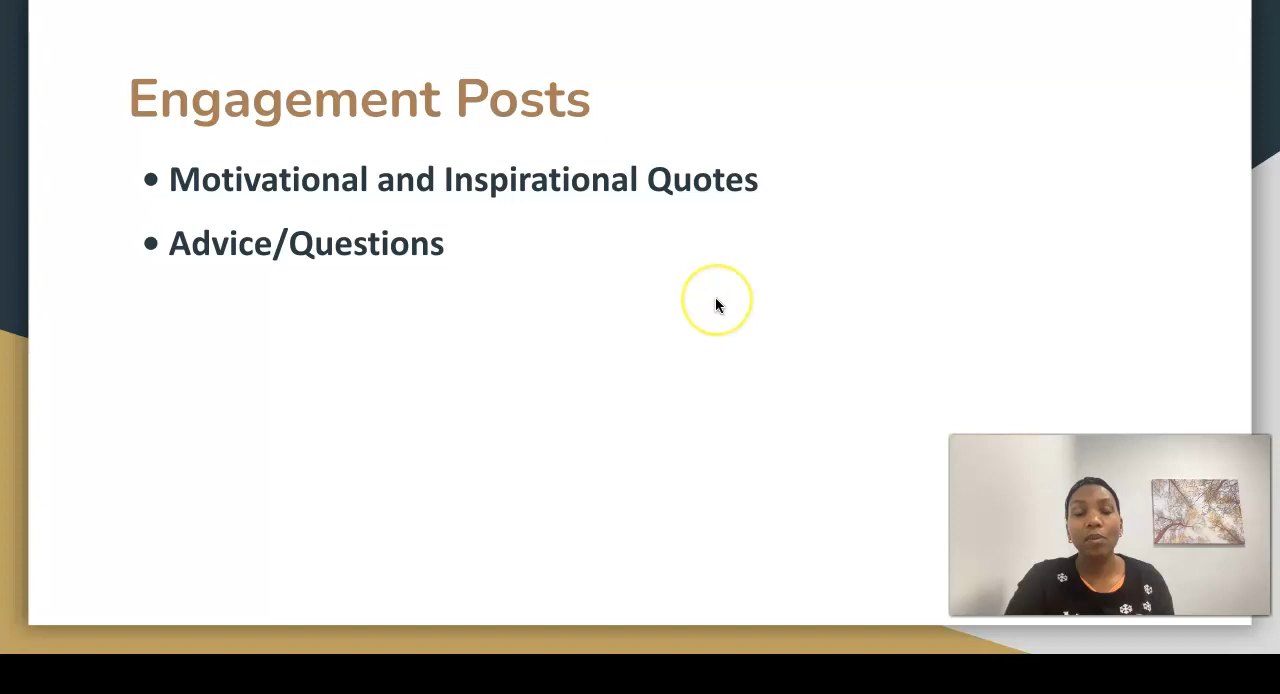 Engagement Posts
• Motivational and Inspirational Quotes
• Advice/Questions